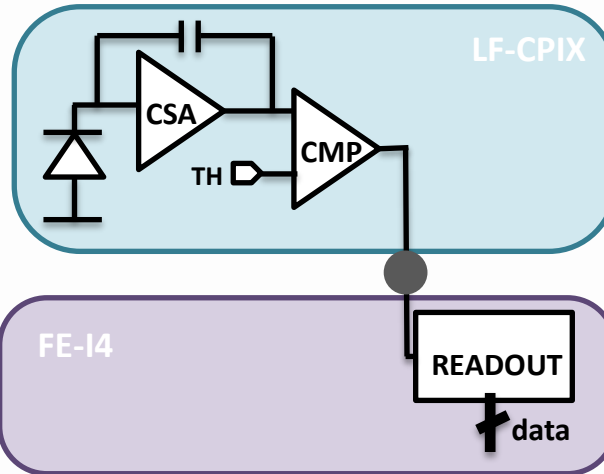 LF-CPIX
CSA
CMP
TH
FE-I4
READOUT
data